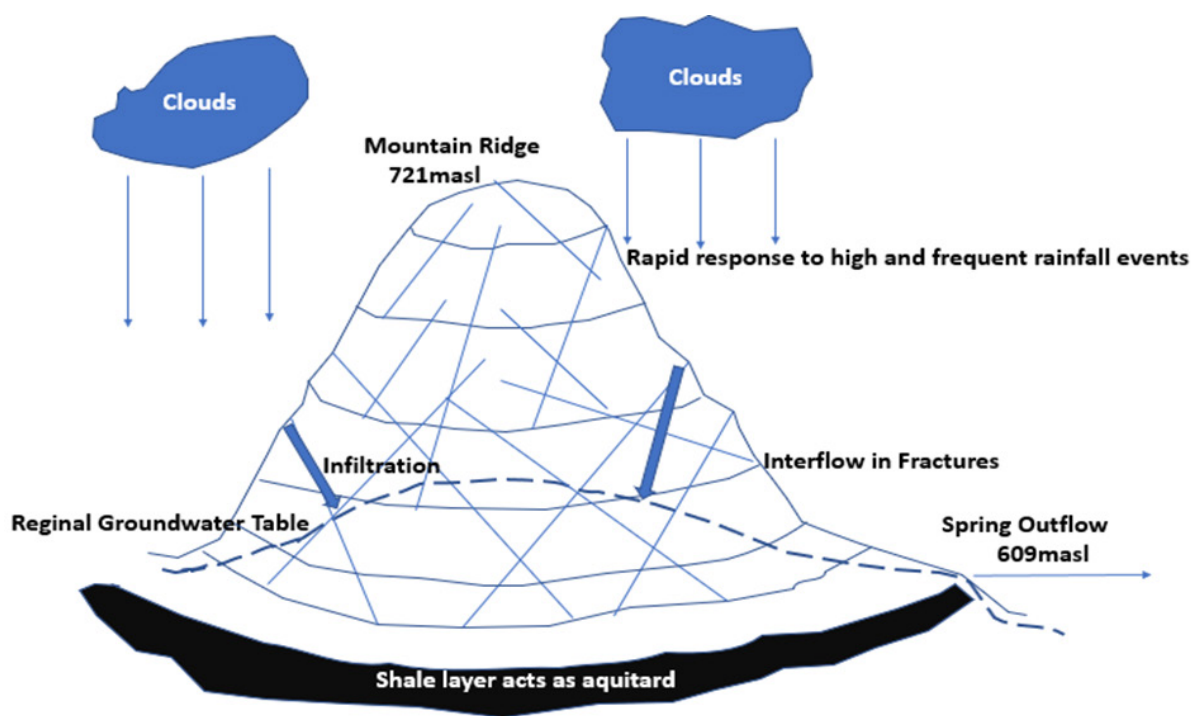 Clouds
Clouds
Mountain Ridge
721masl
Rapid response to high and frequent rainfall events
Infiltration
Interflow in Fractures
Reginal Groundwater Table
Spring Outflow
609masl
Shale layer acts as aquitard